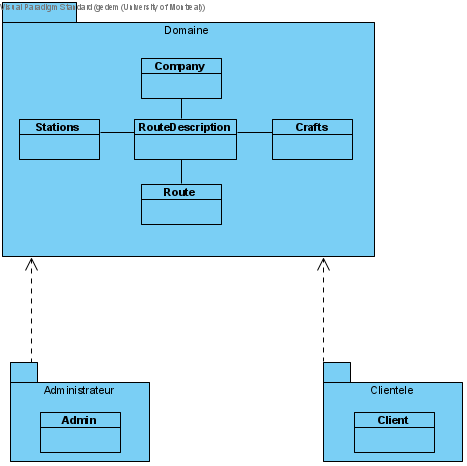 Visual Paradigm Standard(gedem(University of Montreal))
Domaine
Company
Stations
RouteDescription
Crafts
Route
Administrateur
Clientele
Admin
Client